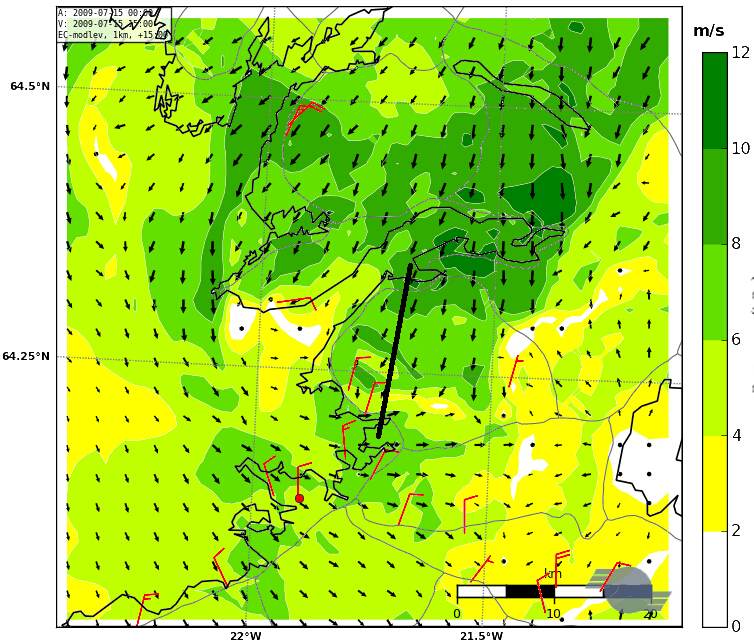 A: 2009-07-15 00:00
V: 2009-07-15 15:00
EC-modlev, 1km, +15:00
m/s
12
10
8
6
4
2
0
64.5°N
64.25°N
22°W
21.5°W
km
0
10
20